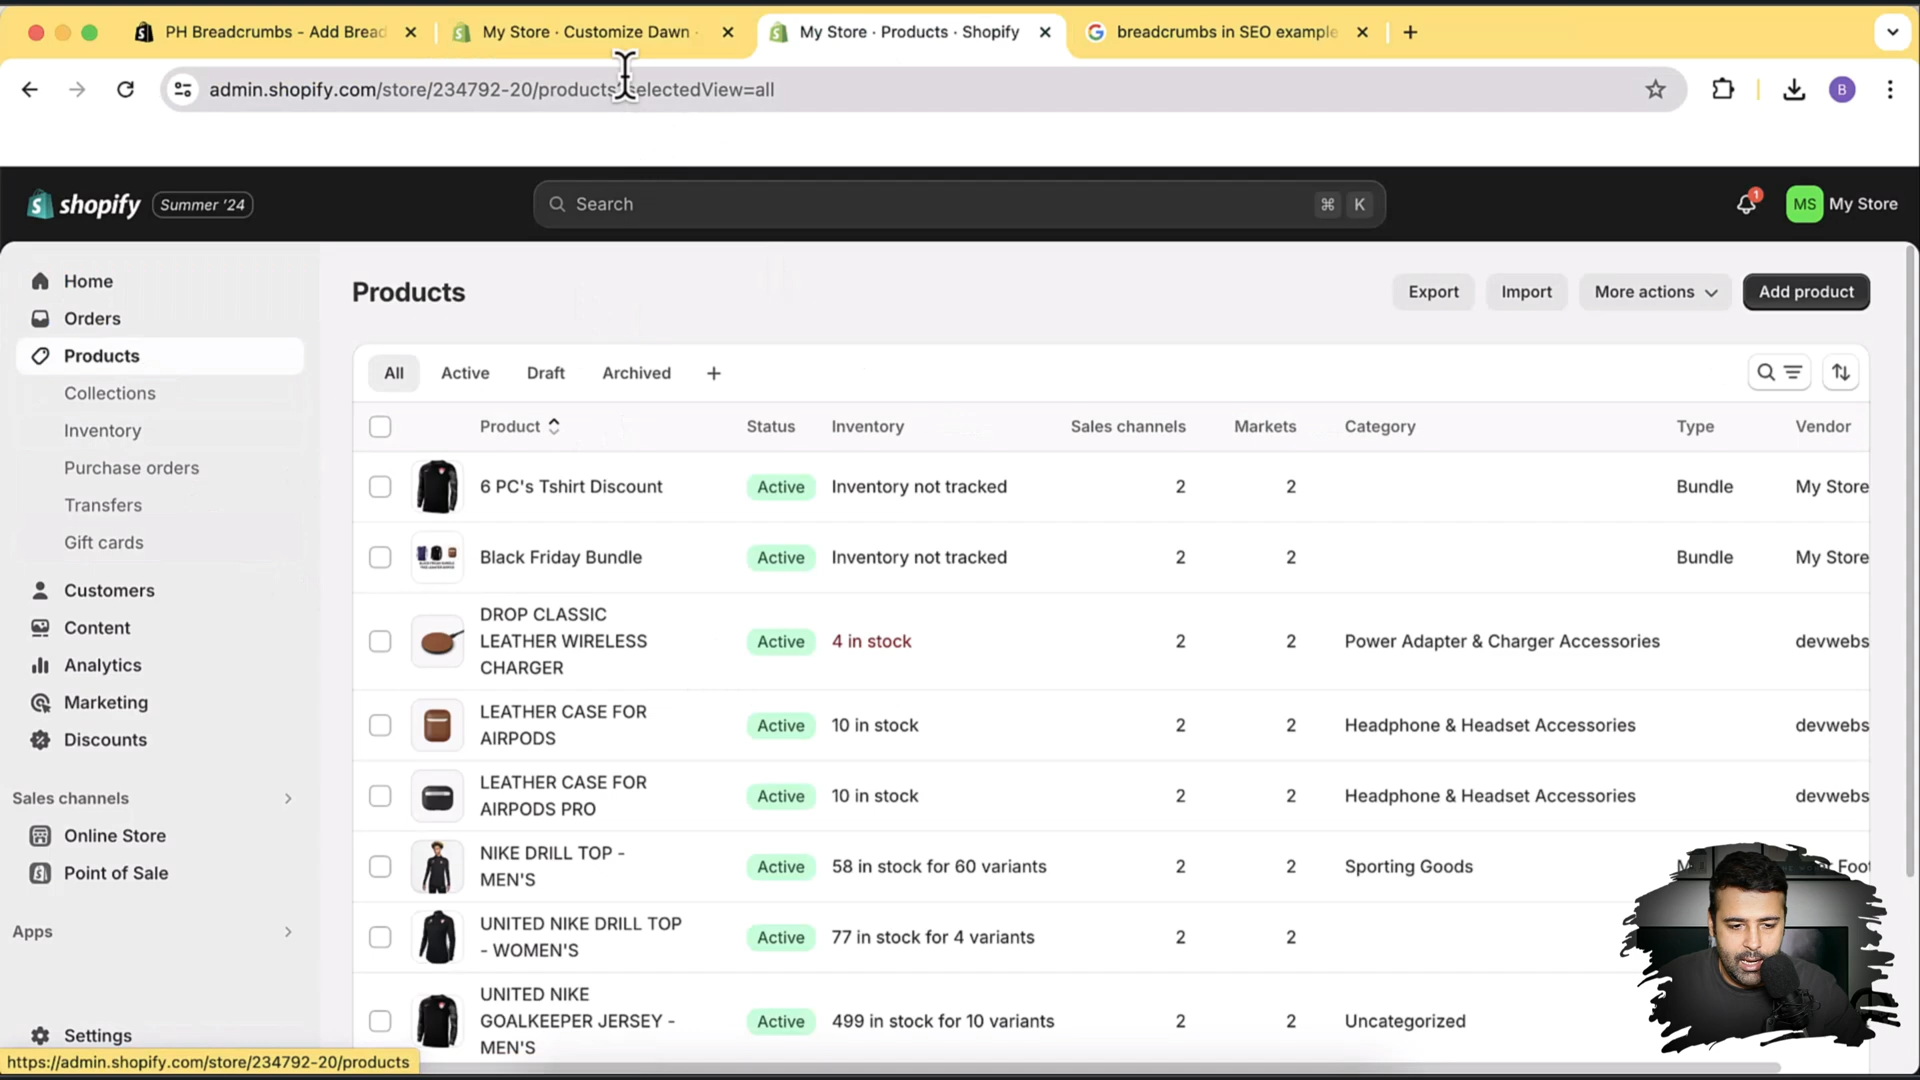 PH Breadcrumbs - Add Bread
My Store · Customize Dawn ·
My Store · Products · Shopify
breadcrumbs in SEO example
admin.shopify.com/store/234792-20/products selectedView=all
B
shopify
Summer '24
Search
⌘ K
1
MS
My Store
Home
Orders
Products
Collections
Inventory
Purchase orders
Transfers
Gift cards
Customers
Content
Analytics
Marketing
Discounts
Sales channels
Online Store
Point of Sale
Apps
Settings
https://admin.shopify.com/store/234792-20/products
Products
Export
Import
More actions
Add product
All
Active
Draft
Archived
+
Product
Status
Inventory
Sales channels
Markets
Category
Type
Vendor
6 PC's Tshirt Discount
Active
Inventory not tracked
2
2
Bundle
My Store
Black Friday Bundle
Active
Inventory not tracked
2
2
Bundle
My Store
DROP CLASSIC
LEATHER WIRELESS
CHARGER
Active
4 in stock
2
2
Power Adapter & Charger Accessories
devwebs
LEATHER CASE FOR
AIRPODS
Active
10 in stock
2
2
Headphone & Headset Accessories
devwebs
LEATHER CASE FOR
AIRPODS PRO
Active
10 in stock
2
2
Headphone & Headset Accessories
devwebs
NIKE DRILL TOP -
MEN'S
Active
58 in stock for 60 variants
2
2
Sporting Goods
UNITED NIKE DRILL TOP
- WOMEN'S
Active
77 in stock for 4 variants
2
2
UNITED NIKE
GOALKEEPER JERSEY -
MEN'S
Active
499 in stock for 10 variants
2
2
Uncategorized